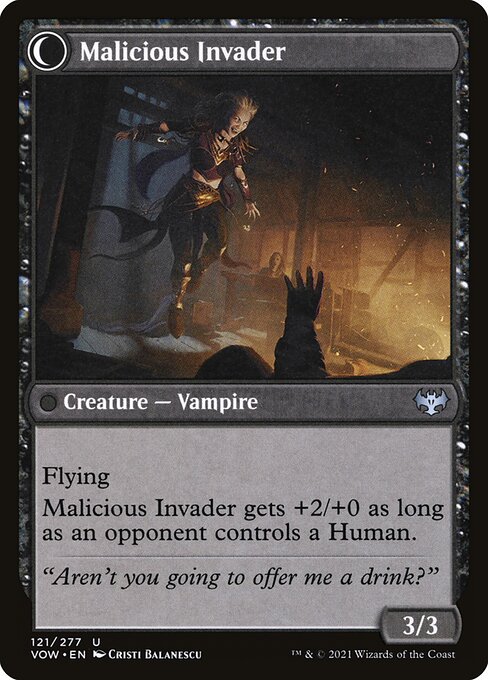 Malicious Invader
Creature — Vampire
Flying
Malicious Invader gets +2/+0 as long
as an opponent controls a Human.
“Aren’t you going to offer me a drink?”
3/3
121/277 U
VOW • EN Cristi Balanescu
™ & © 2021 Wizards of the Coast